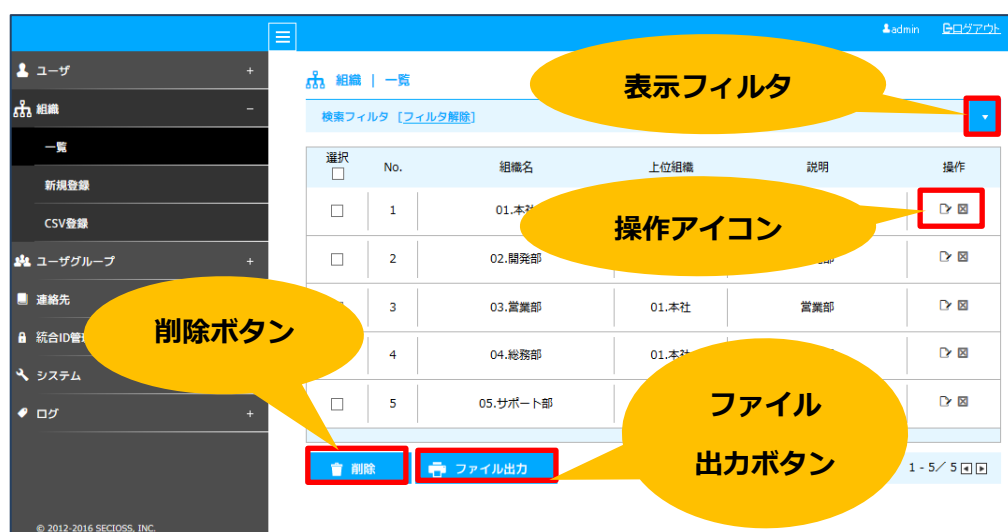 admin ログアウト
ユーザ +
組織 -
一覧
新規登録
CSV登録
ユーザグループ +
連絡先
統合ID管
システム
ログ +
© 2012-2016 SECIOSS, INC.
組織 | 一覧
検索フィルタ [フィルタ解除]
表示フィルタ
選択 No. 組織名 上位組織 説明 操作
1 01.本社
操作アイコン
2 02.開発部
3 03.営業部 01.本社 営業部
削除ボタン
4 04.総務部 01.本社
5 05.サポート部
ファイル
出力ボタン
削除 ファイル出力 1 - 5/ 5